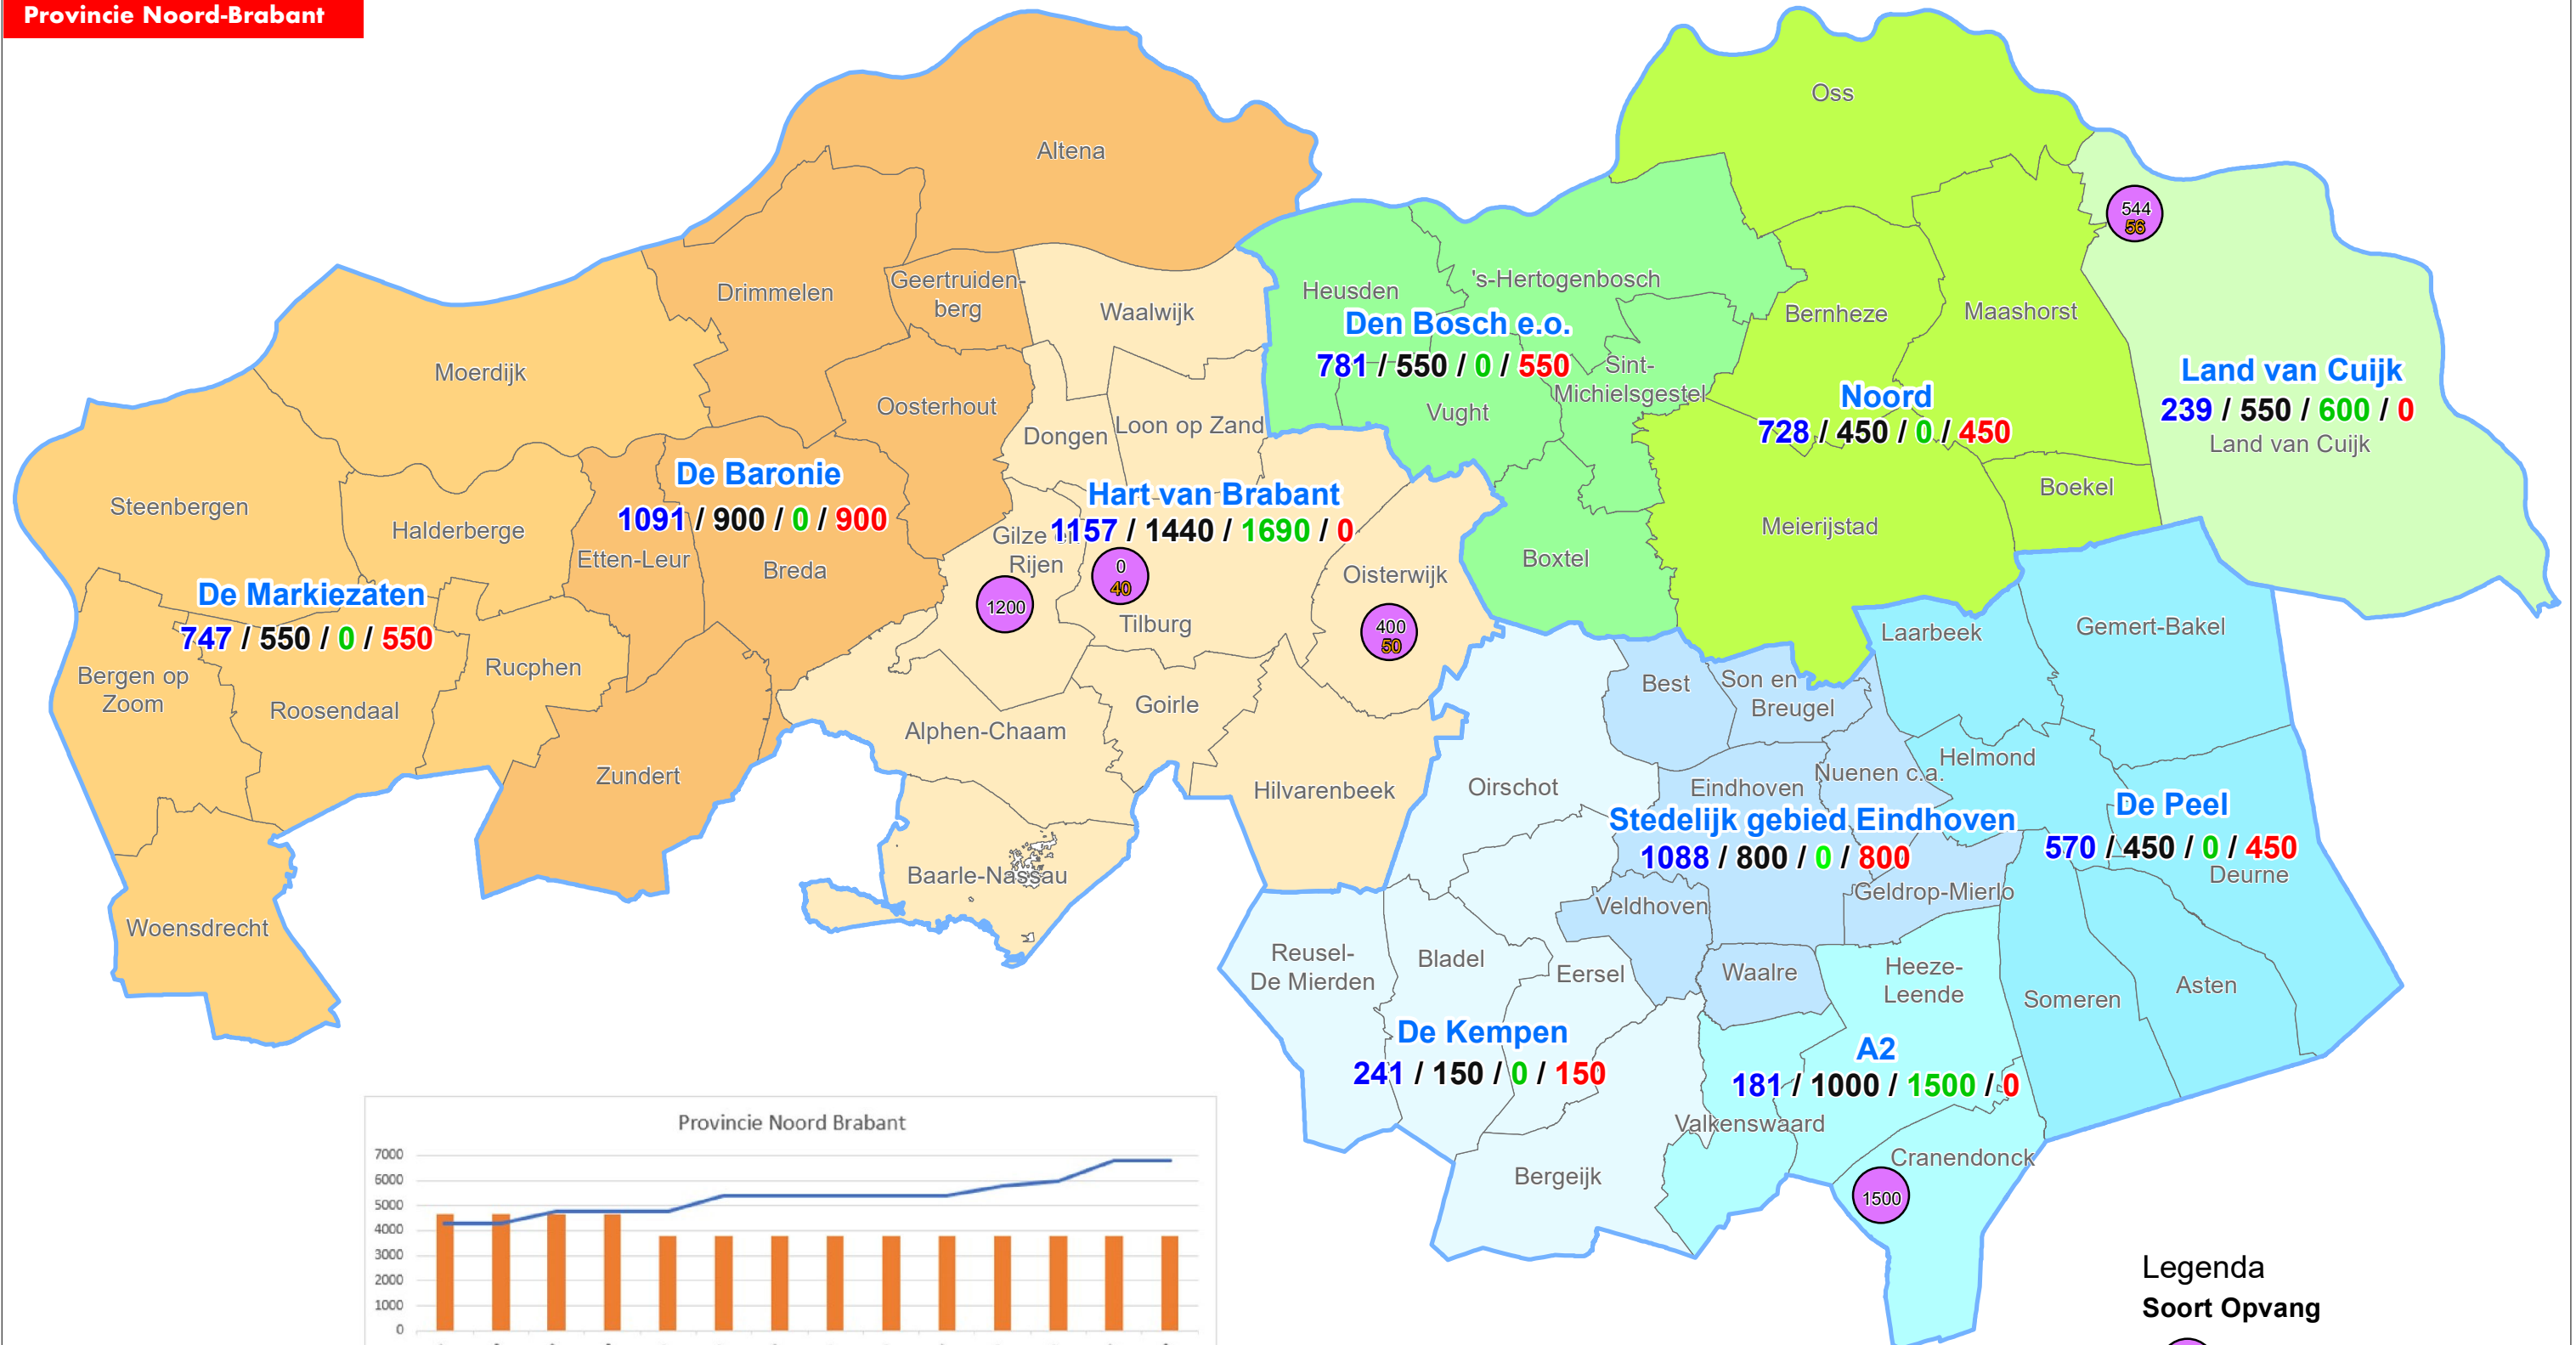 Provincie Noord-Brabant
Altena
Oss
544
56
Drimmelen
Geertruiden-
berg
Waalwijk
Heusden
's-Hertogenbosch
Den Bosch e.o.
781 / 550 / 0 / 550
Sint-
Michielsgestel
Vught
Bernheze
Maashorst
Noord
728 / 450 / 0 / 450
Land van Cuijk
239 / 550 / 600 / 0
Land van Cuijk
Moerdijk
Oosterhout
Dongen
Loon op Zand
Boekel
Meierijstad
Steenbergen
Halderberge
De Baronie
1091 / 900 / 0 / 900
Etten-Leur
Breda
Hart van Brabant
1157 / 1440 / 1690 / 0
Gilze en
Rijen
0
40
1200
Tilburg
Oisterwijk
400
50
Boxtel
De Markiezaten
747 / 550 / 0 / 550
Bergen op
Zoom
Roosendaal
Rucphen
Zundert
Alphen-Chaam
Goirle
Hilvarenbeek
Baarle-Nassau
Woensdrecht
Laarbeek
Gemert-Bakel
Best
Son en
Breugel
Oirschot
Eindhoven
Nuenen c.a.
Helmond
Stedelijk gebied Eindhoven
1088 / 800 / 0 / 800
De Peel
570 / 450 / 0 / 450
Deurne
Geldrop-Mierlo
Veldhoven
Waalre
Heeze-
Leende
Someren
Asten
Reusel-
De Mierden
Bladel
Eersel
De Kempen
241 / 150 / 0 / 150
A2
181 / 1000 / 1500 / 0
Valkenswaard
Bergeijk
Cranendonck
1500
Provincie Noord Brabant
7000
6000
5000
4000
3000
2000
1000
0
Legenda
Soort Opvang